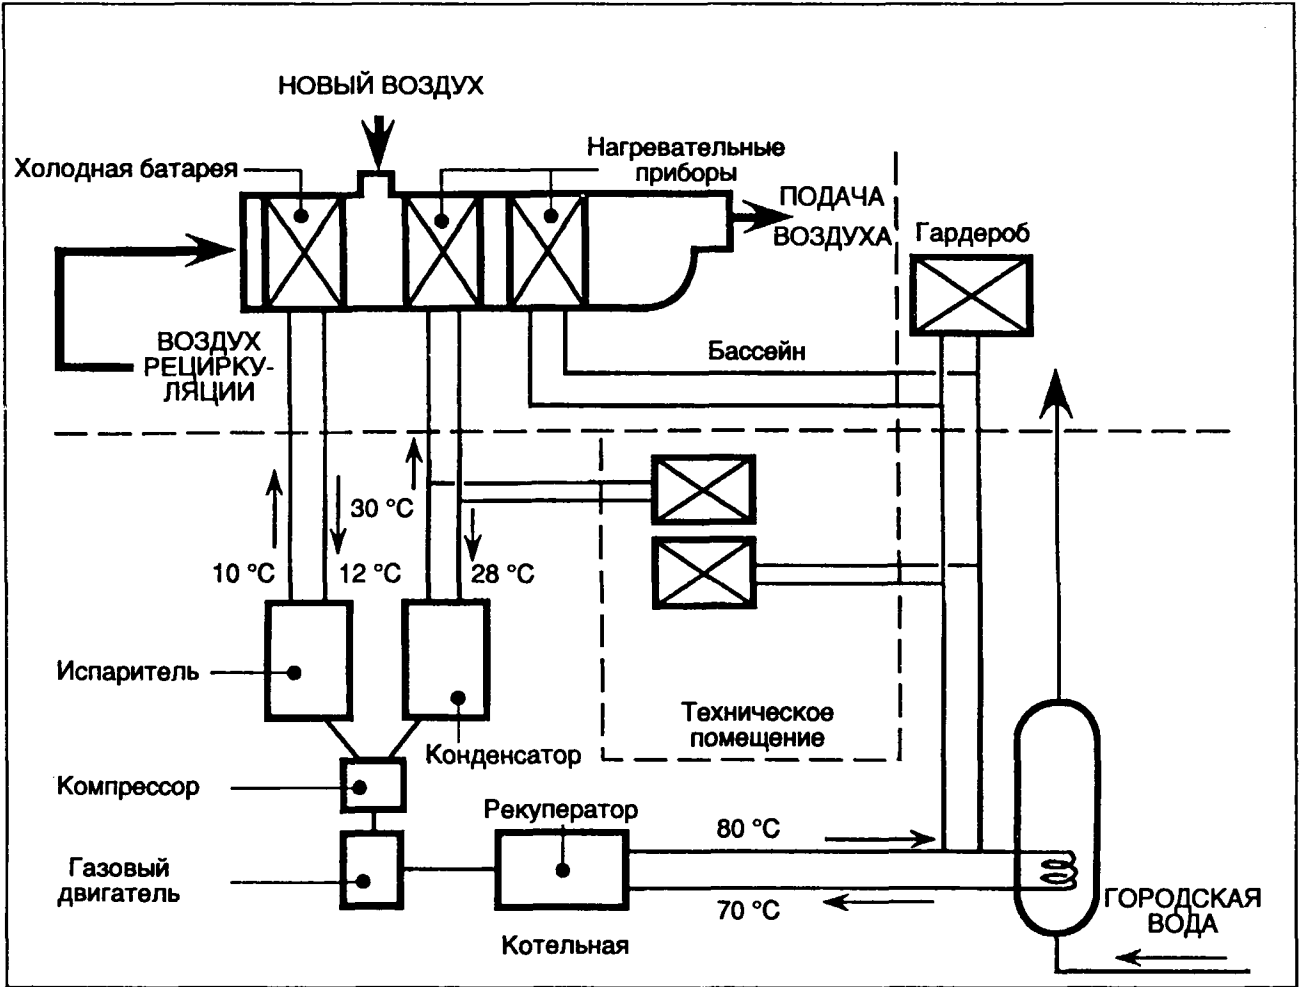 НОВЫЙ ВОЗДУХ
Холодная батарея
Нагревательные
приборы
ПОДАЧА
ВОЗДУХА
Гардероб
ВОЗДУХ
РЕЦИРКУ-
ЛЯЦИИ
Бассейн
30 °C
10 °C
12 °C
28 °C
Испаритель
Техническое
помещение
Конденсатор
Компрессор
Рекуператор
80 °C
Газовый
двигатель
70 °C
ГОРОДСКАЯ
ВОДА
Котельная